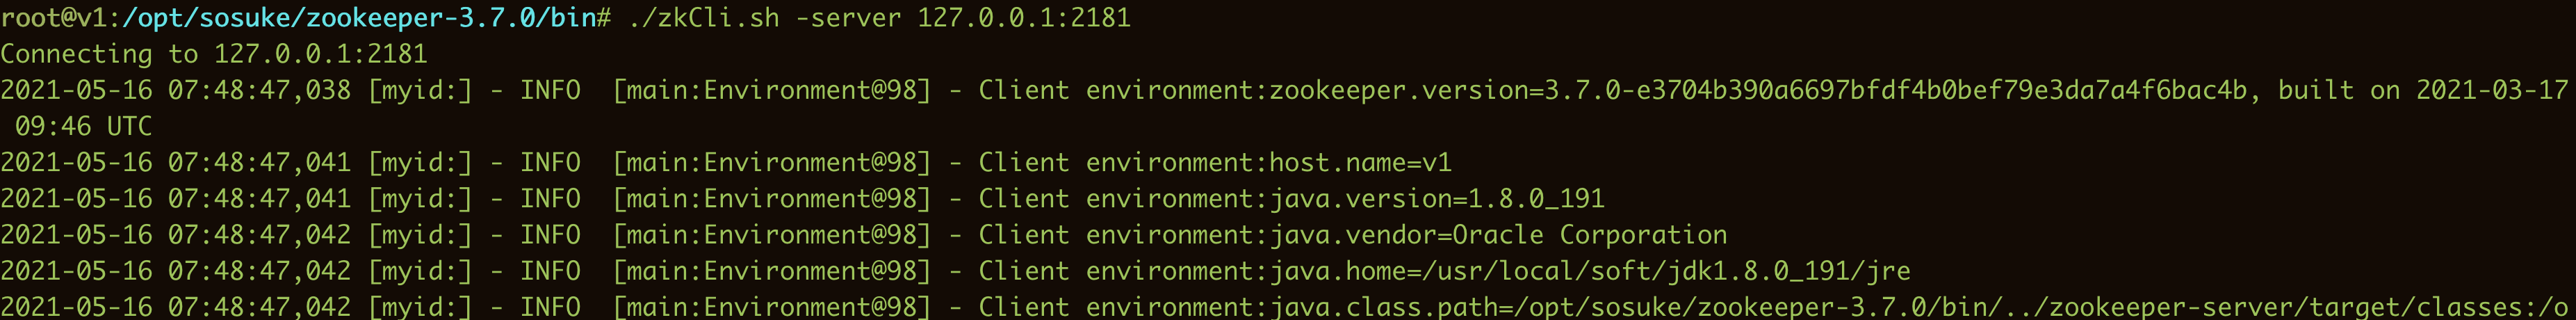 root@v1:/opt/sosuke/zookeeper-3.7.0/bin# ./zkCli.sh -server 127.0.0.1:2181
Connecting to 127.0.0.1:2181
2021-05-16 07:48:47,038 [myid:] - INFO  [main:Environment@98] - Client environment:zookeeper.version=3.7.0-e3704b390a6697bfdf4b0bef79e3da7a4f6bac4b, built on 2021-03-17
 09:46 UTC
2021-05-16 07:48:47,041 [myid:] - INFO  [main:Environment@98] - Client environment:host.name=v1
2021-05-16 07:48:47,041 [myid:] - INFO  [main:Environment@98] - Client environment:java.version=1.8.0_191
2021-05-16 07:48:47,042 [myid:] - INFO  [main:Environment@98] - Client environment:java.vendor=Oracle Corporation
2021-05-16 07:48:47,042 [myid:] - INFO  [main:Environment@98] - Client environment:java.home=/usr/local/soft/jdk1.8.0_191/jre
2021-05-16 07:48:47,042 [myid:] - INFO  [main:Environment@98] - Client environment:java.class.path=/opt/sosuke/zookeeper-3.7.0/bin/../zookeeper-server/target/classes:/o